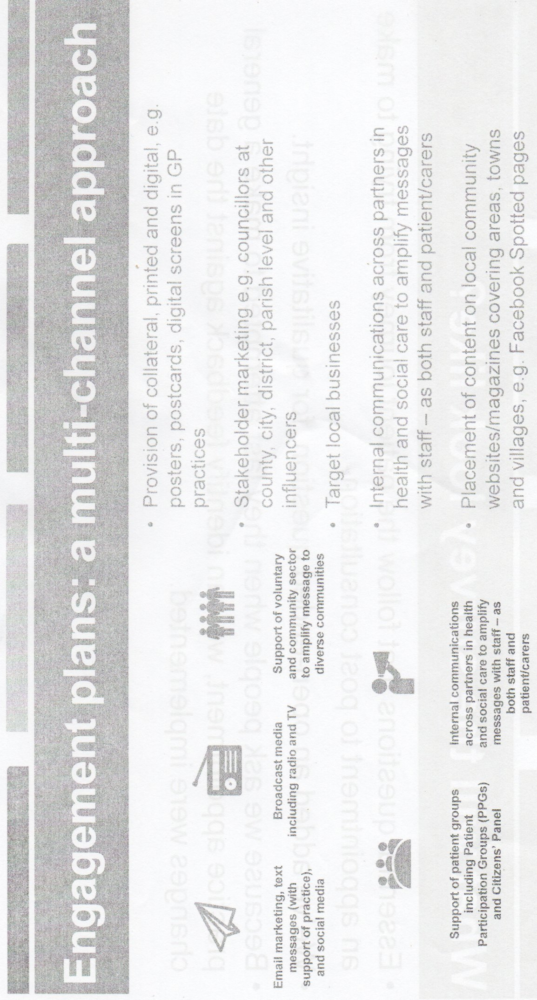 Engagement plans: a multi-channel approach
Email marketing, text
messages (with
support of practice),
and social media
Broadcast media
including radio and TV
Support of voluntary
and community sector
to amplify message to
diverse communities
Support of patient groups
including Patient
Participation Groups (PPGs)
and Citizens' Panel
Internal communications
across partners in health
and social care to amplify
messages with staff – as
both staff and
patient/carers
• Provision of collateral, printed and digital, e.g.
posters, postcards, digital screens in GP
practices
• Stakeholder marketing e.g. councillors at
county, city, district, parish level and other
influencers
• Target local businesses
• Internal communications across partners in
health and social care to amplify messages
with staff – as both staff and patient/carers
• Placement of content on local community
websites/magazines covering areas, towns
and villages, e.g. Facebook Spotted pages